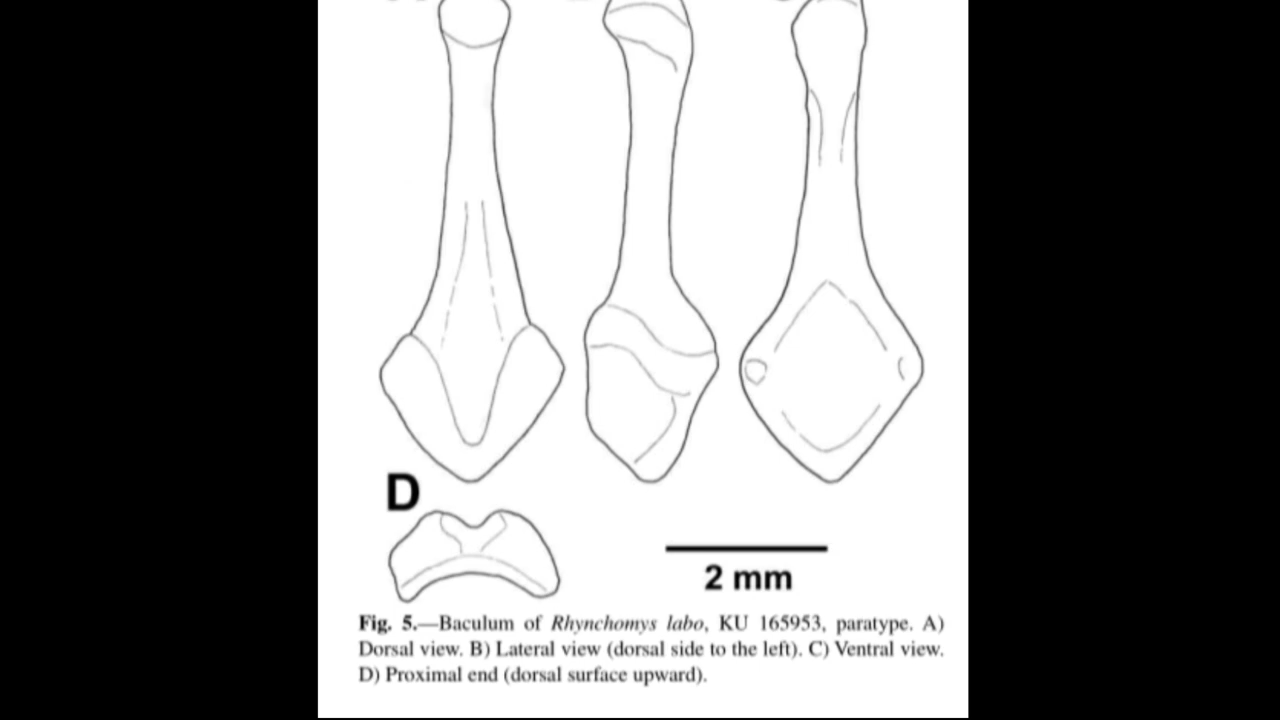 D
2 mm
Fig. 5.—Baculum of Rhynchomys labo, KU 165953, paratype. A)
Dorsal view. B) Lateral view (dorsal side to the left). C) Ventral view.
D) Proximal end (dorsal surface upward).